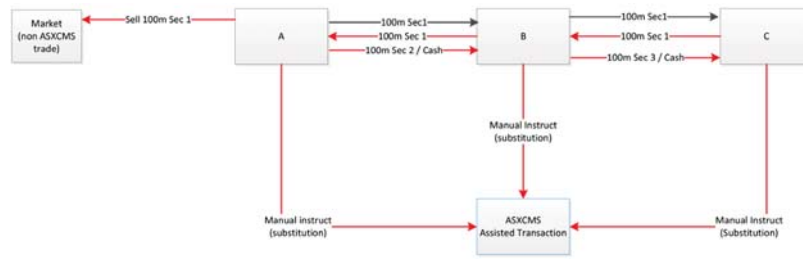 Market
(non ASXCMS
trade)
Sell 100m Sec 1
A
100m Sec1
100m Sec 1
100m Sec 2 / Cash
B
100m Sec1
100m Sec 1
100m Sec 3 / Cash
C
Manual Instruct
(substitution)
Manual instruct
(substitution)
ASXCMS
Assisted Transaction
Manual Instruct
(Substitution)